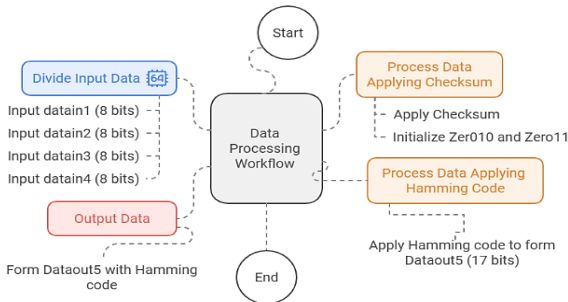 Start
Divide Input Data 64
Input datain1 (8 bits)
Input datain2 (8 bits)
Input datain3 (8 bits)
Input datain4 (8 bits)
Process Data
Applying Checksum
Apply Checksum
Initialize Zer010 and Zero11
Data
Processing
Workflow
Process Data Applying
Hamming Code
Apply Hamming code to form
Dataout5 (17 bits)
Output Data
Form Dataout5 with Hamming
code
End